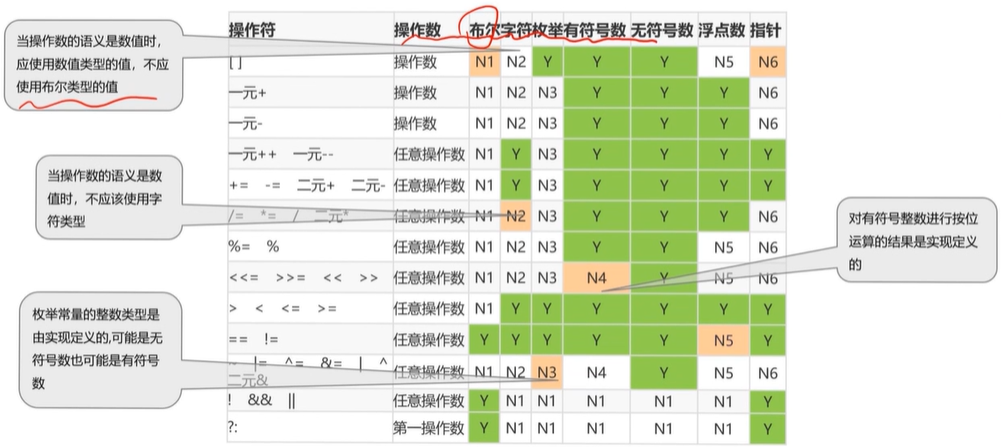 操作符 操作数 布尔 字符 枚举 有符号数 无符号数 浮点数 指针
[ ] 操作数 N1 N2 Y Y Y N5 N6
一元+ 操作数 N1 N2 N3 Y Y Y N6
一元- 操作数 N1 N2 N3 Y Y Y N6
一元++ 一元-- 任意操作数 N1 Y N3 Y Y Y Y
+= -= 二元+ 二元- 任意操作数 N1 Y N3 Y Y Y Y
/= *= / 二元* 任意操作数 N1 N2 N3 Y Y Y N6
%= % 任意操作数 N1 N2 N3 Y Y N5 N6
<<= >>= << >> 任意操作数 N1 N2 N3 N4 Y N5 N6
> < <= >= 任意操作数 N1 Y Y Y Y Y Y
== != 任意操作数 Y Y Y Y Y N5 Y
~ |= ^= &= | ^
二元& 任意操作数 N1 N2 N3 N4 Y N5 N6
! && || 任意操作数 Y N1 N1 N1 N1 N1 Y
?: 第一操作数 Y N1 N1 N1 N1 N1 Y
当操作数的语义是数值时,
应使用数值类型的值，不应
使用布尔类型的值
当操作数的语义是数
值时，不应该使用字
符类型
枚举常量的整数类型是
由实现定义的,可能是无
符号数也可能是有符号
数
对有符号整数进行按位
运算的结果是实现定义
的